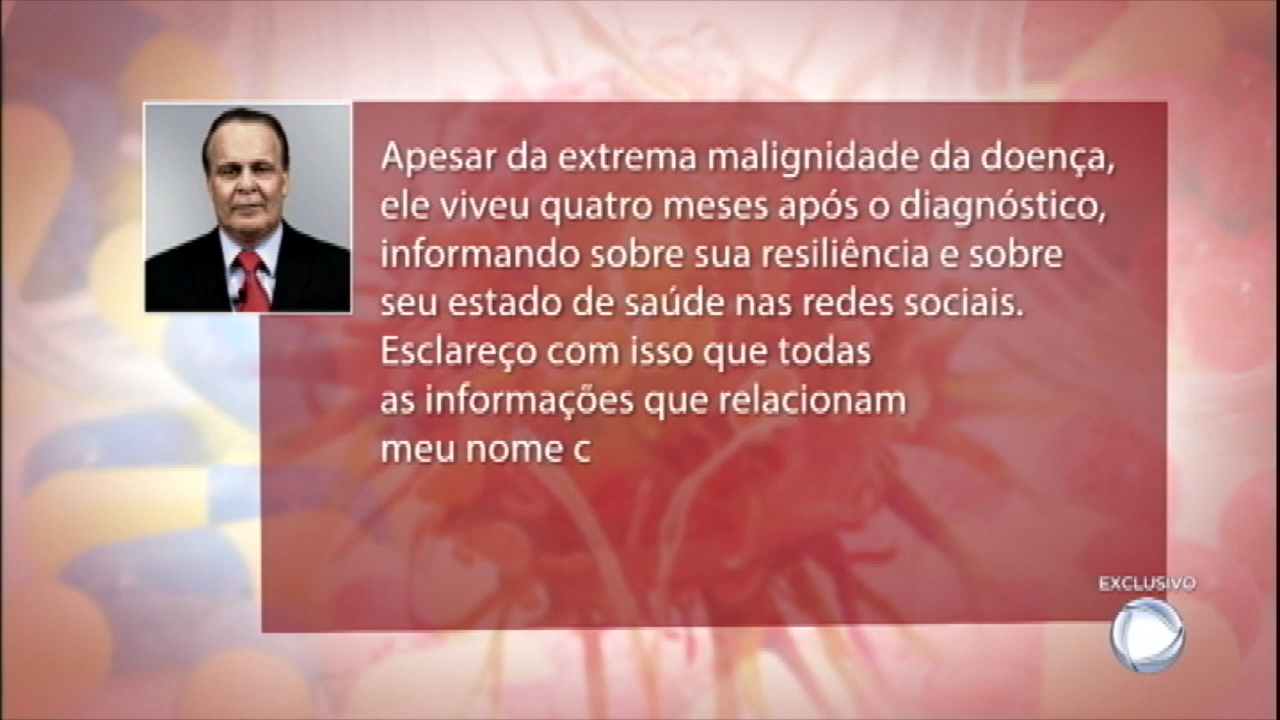 Apesar da extrema malignidade da doença,
ele viveu quatro meses após o diagnóstico,
informando sobre sua resiliência e sobre
seu estado de saúde nas redes sociais.
Esclareço com isso que todas
as informações que relacionam
meu nome c
EXCLUSIVO